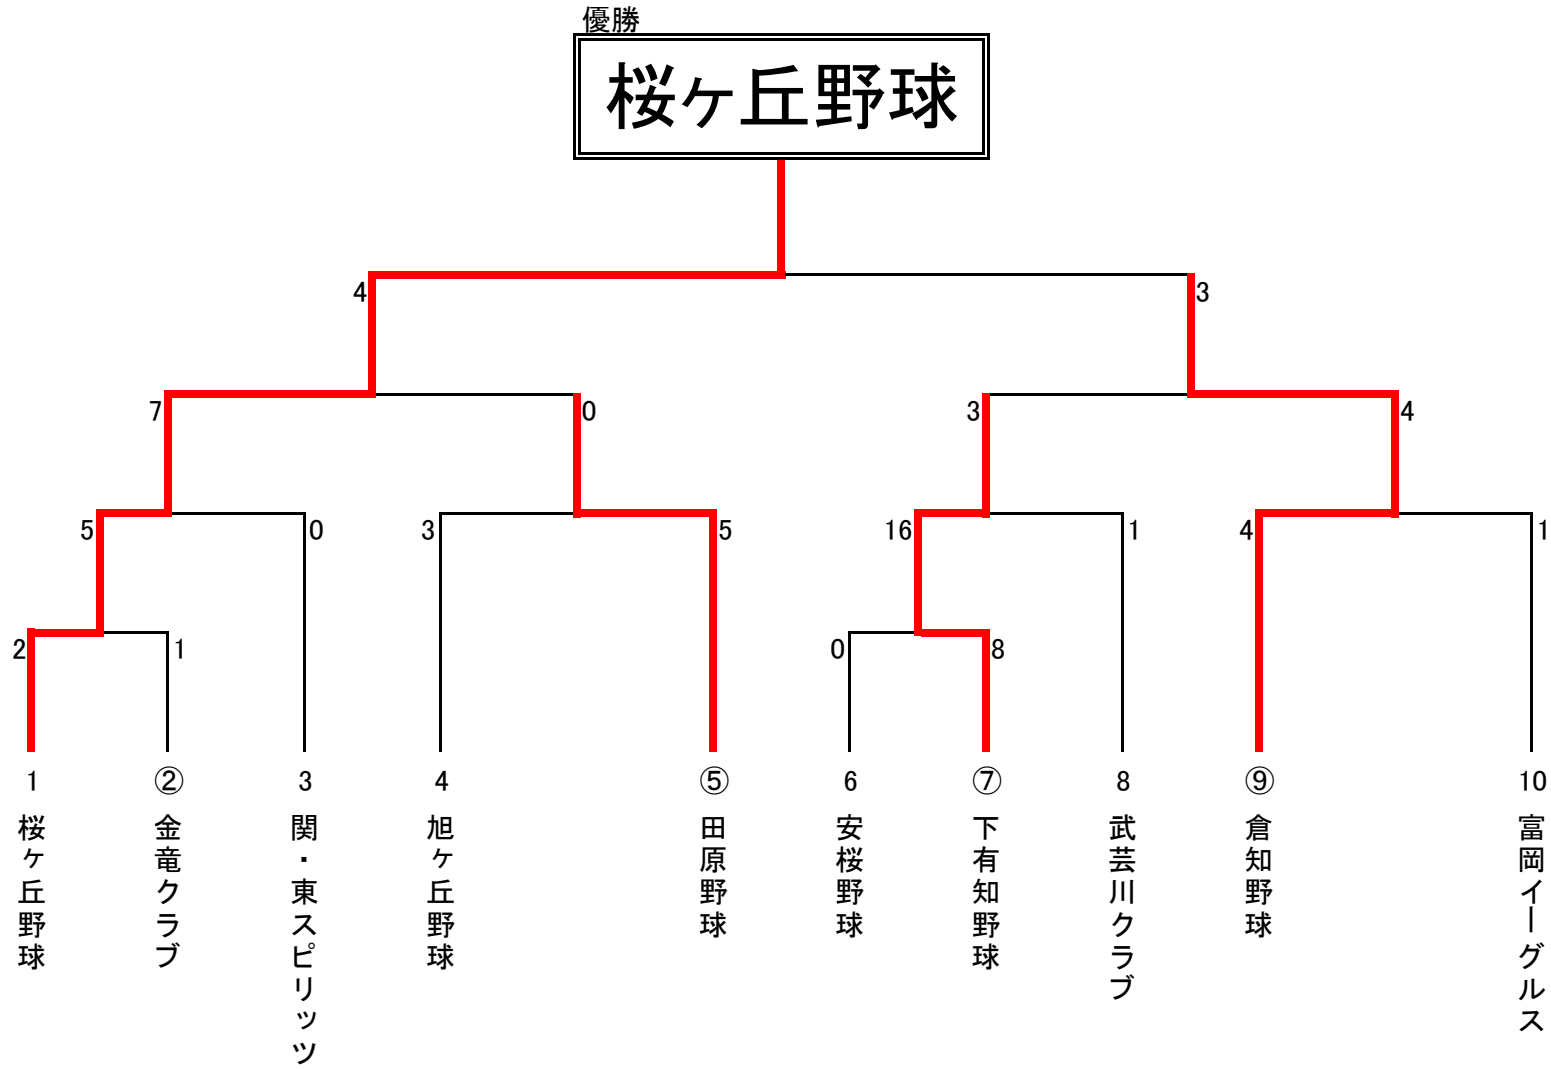 優勝
桜ヶ丘野球
4 3
7 0 3 4
5 0 3 5 16 1 4 1
2 1 0 8
1 ② 3 4 ⑤ 6 ⑦ 8 ⑨ 10
桜ヶ丘野球
金竜クラブ
関・東スピリッツ
旭ヶ丘野球
田原野球
安桜野球
下有知野球
武芸川クラブ
倉知野球
富岡イーグルス